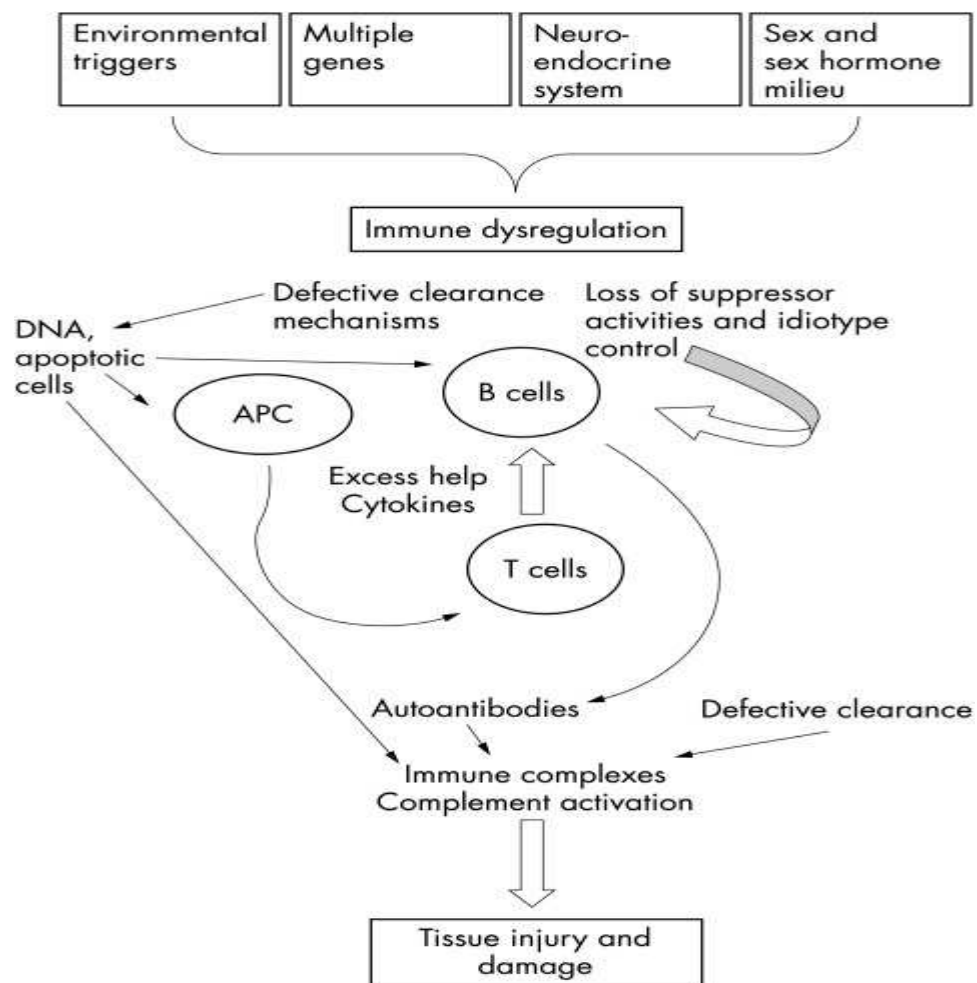 Environmental
triggers
Multiple
genes
Neuro-
endocrine
system
Sex and
sex hormone
milieu
Immune dysregulation
Defective clearance
mechanisms
Loss of suppressor
activities and idiotype
control
DNA,
apoptotic
cells
B cells
APC
Excess help
Cytokines
T cells
Autoantibodies
Defective clearance
Immune complexes
Complement activation
Tissue injury and
damage